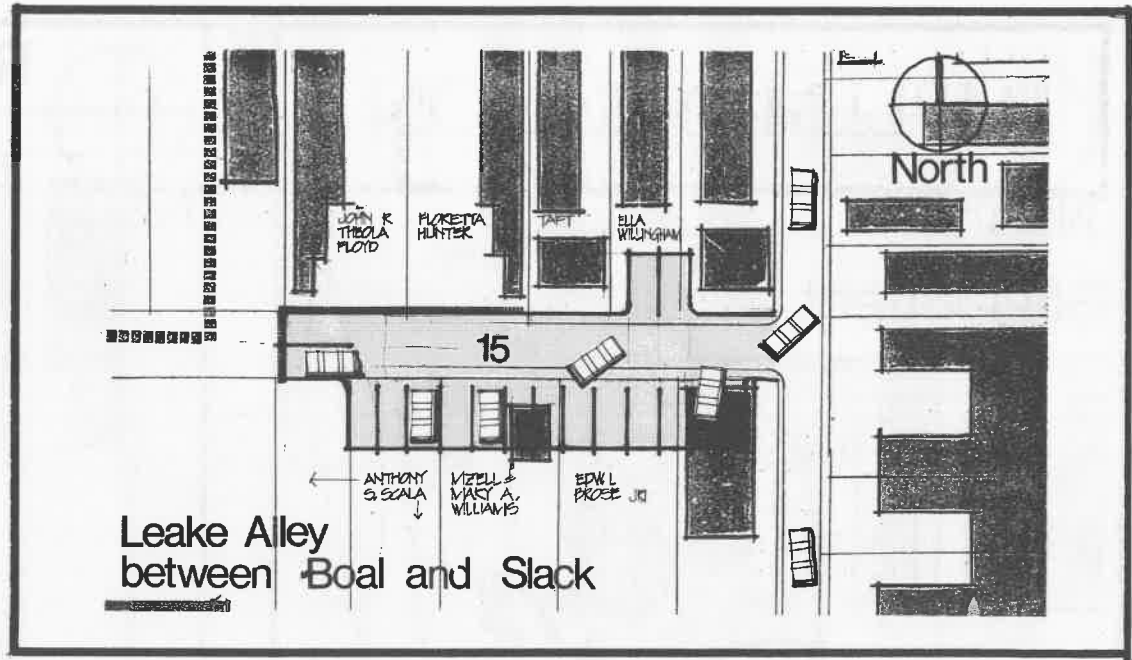 North
JOHN &
THEOLA
FLOYD
FLORETTA
HUNTER
TAFT
ELLA
WILLINGHAM
15
ANTHONY
S. SCALA
MIZELL &
MARY A.
WILLIAMS
EDW. L
BROSE JR
Leake Alley
between Boal and Slack